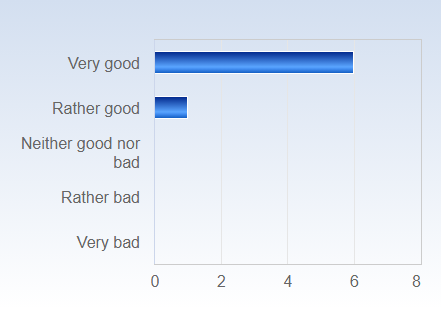 Very good
Rather good
Neither good nor
bad
Rather bad
Very bad
0 2 4 6 8